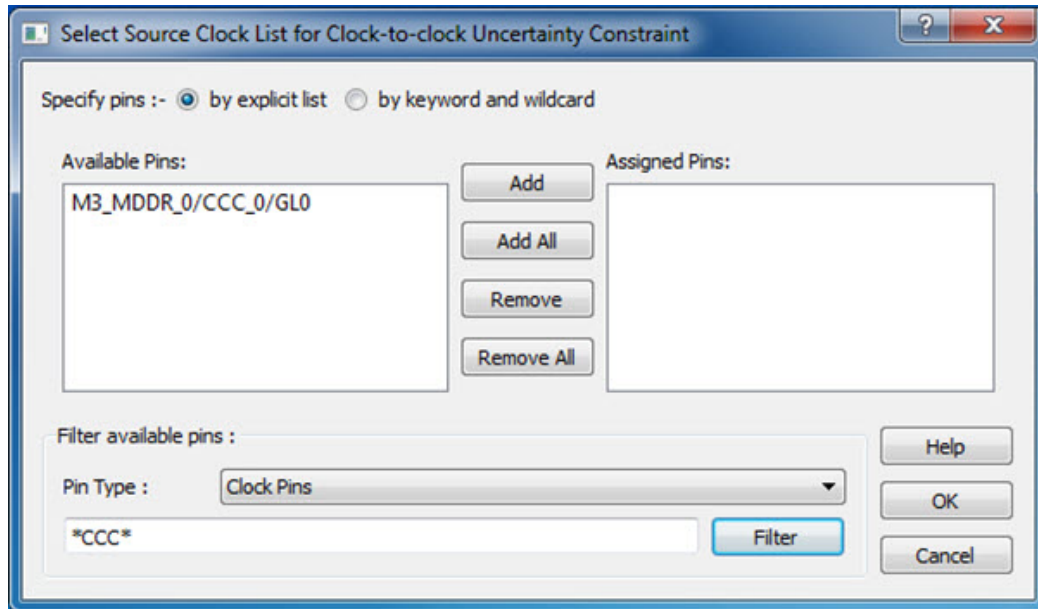 Select Source Clock List for Clock-to-clock Uncertainty Constraint
Specify pins :- by explicit list by keyword and wildcard
Available Pins:
M3_MDDR_0/CCC_0/GL0
Add
Add All
Remove
Remove All
Assigned Pins:
Filter available pins :
Pin Type : Clock Pins
*CCC* Filter
Help
OK
Cancel